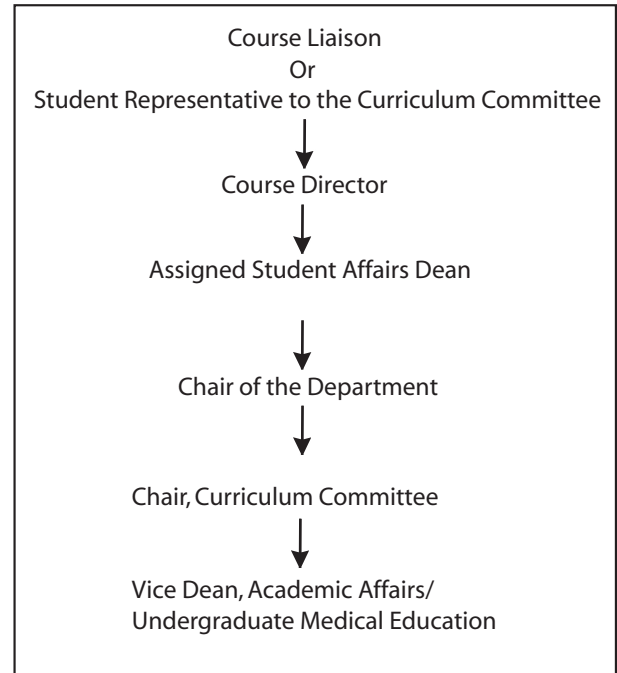 Course Liaison
Or
Student Representative to the Curriculum Committee
Course Director
Assigned Student Affairs Dean
Chair of the Department
Chair, Curriculum Committee
Vice Dean, Academic Affairs/
Undergraduate Medical Education